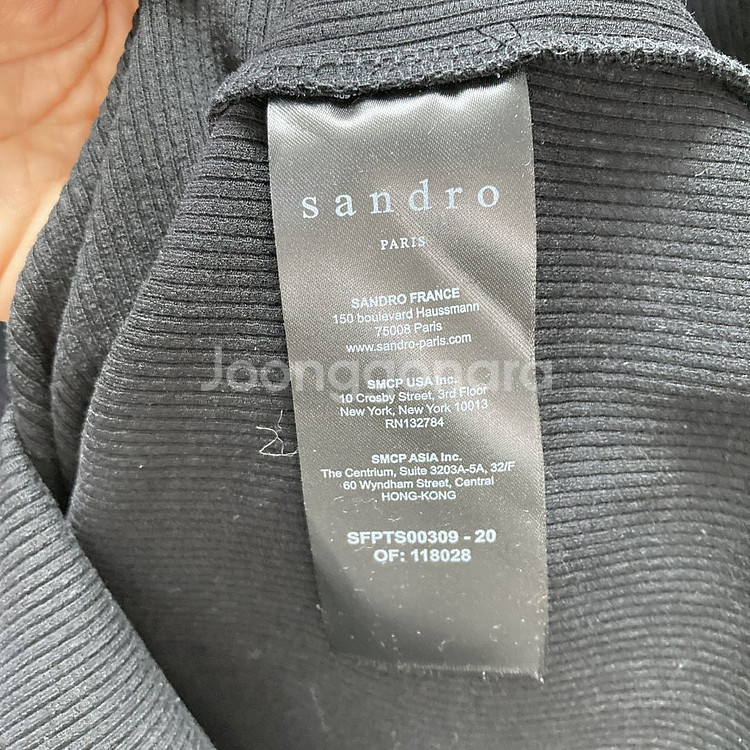 sandro
PARIS
SANDRO FRANCE
150 boulevard Haussmann
75008 Paris
www.sandro-paris.com
Joonggonara
SMCP USA Inc.
10 Crosby Street, 3rd Floor
New York, New York 10013
RN132784
SMCP ASIA Inc.
The Centrium, Suite 3203A-5A, 32/F
60 Wyndham Street, Central
HONG-KONG
SFPTS00309 - 20
OF: 118028